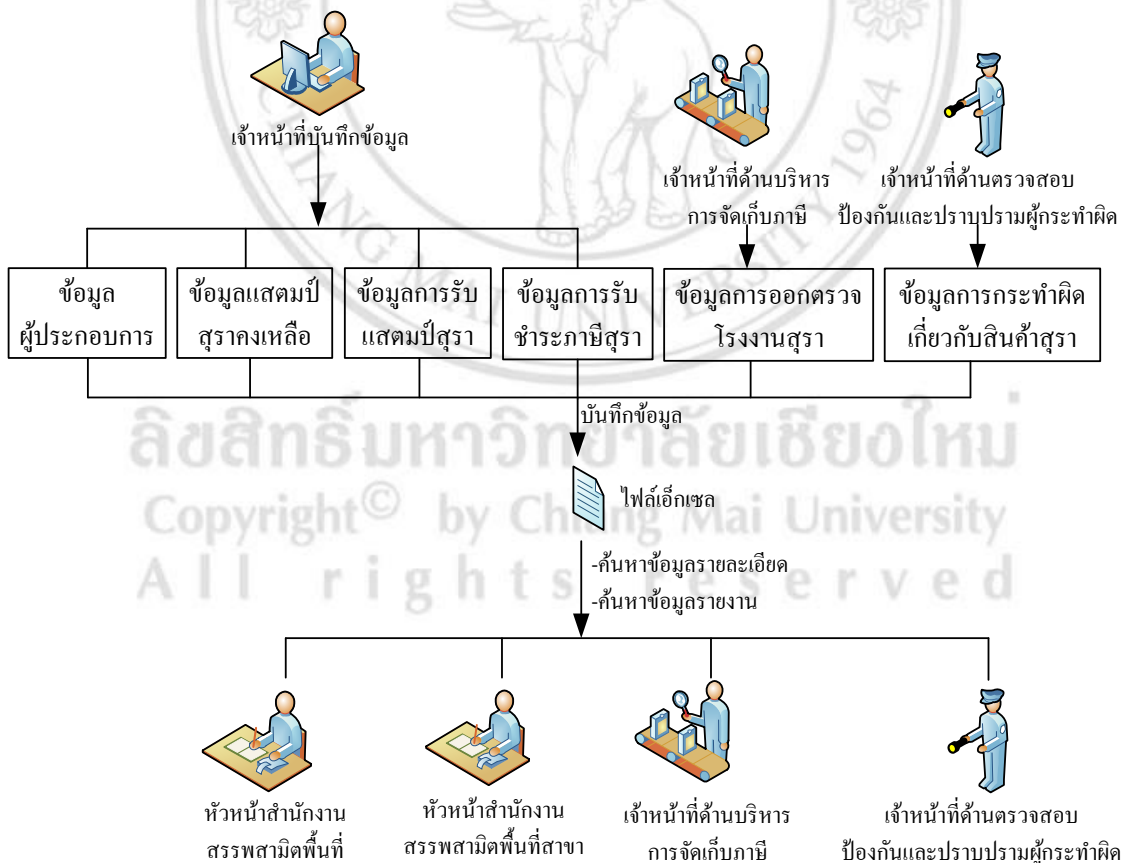 เจ้าหน้าที่บันทึกข้อมูล
เจ้าหน้าที่ด้านบริหาร
การจัดเก็บภาษี
เจ้าหน้าที่ด้านตรวจสอบ
ป้องกันและปราบปรามผู้กระทำผิด
ข้อมูล
ผู้ประกอบการ
ข้อมูลแสตมป์
สุราคงเหลือ
ข้อมูลการรับ
แสตมป์สุรา
ข้อมูลการรับ
ชำระภาษีสุรา
ข้อมูลการออกตรวจ
โรงงานสุรา
ข้อมูลการกระทำผิด
เกี่ยวกับสินค้าสุรา
CHIANG MAI UNIVERSITY 1964
บันทึกข้อมูล
ลิขสิทธิ์มหาวิทยาลัยเชียงใหม่
ไฟล์เอ็กเซล
Copyright© by Chiang Mai University
-ค้นหาข้อมูลรายละเอียด
All rights reserved
-ค้นหาข้อมูลรายงาน
หัวหน้าสำนักงาน
สรรพสามิตพื้นที่
หัวหน้าสำนักงาน
สรรพสามิตพื้นที่สาขา
เจ้าหน้าที่ด้านบริหาร
การจัดเก็บภาษี
เจ้าหน้าที่ด้านตรวจสอบ
ป้องกันและปราบปรามผู้กระทำผิด